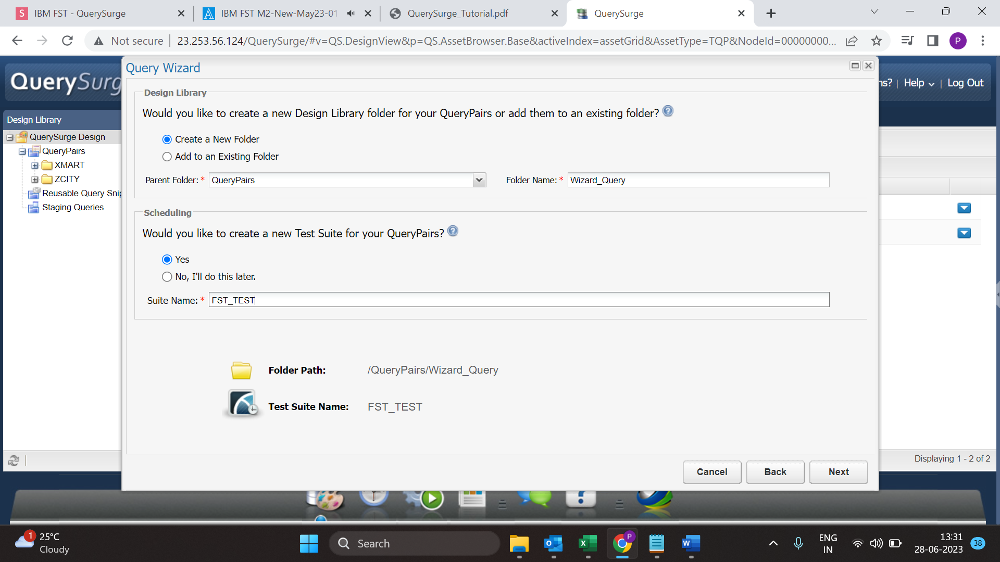 IBM FST - QuerySurge
IBM FST M2-New-May23-01
QuerySurge_Tutorial.pdf
QuerySurge
Not secure
23.253.56.124/QuerySurge/#v=QS.DesignView&p=QS.AssetBrowser.Base&activeIndex=assetGrid&AssetType=TQP&NodeId=00000000...
P
QuerySurg
Query Wizard
ns? | Help | Log Out
Design Library
QuerySurge Design
QueryPairs
XMART
ZCITY
Reusable Query Snip
Staging Queries
Design Library
Would you like to create a new Design Library folder for your QueryPairs or add them to an existing folder?
Create a New Folder
Add to an Existing Folder
Parent Folder: * QueryPairs
Folder Name: * Wizard_Query
Scheduling
Would you like to create a new Test Suite for your QueryPairs?
Yes
No, I'll do this later.
Suite Name: * FST_TEST
Folder Path: /QueryPairs/Wizard_Query
Test Suite Name: FST_TEST
Displaying 1 - 2 of 2
Cancel
Back
Next
1
25°C
Cloudy
Search
P
ENG
IN
13:31
28-06-2023
38